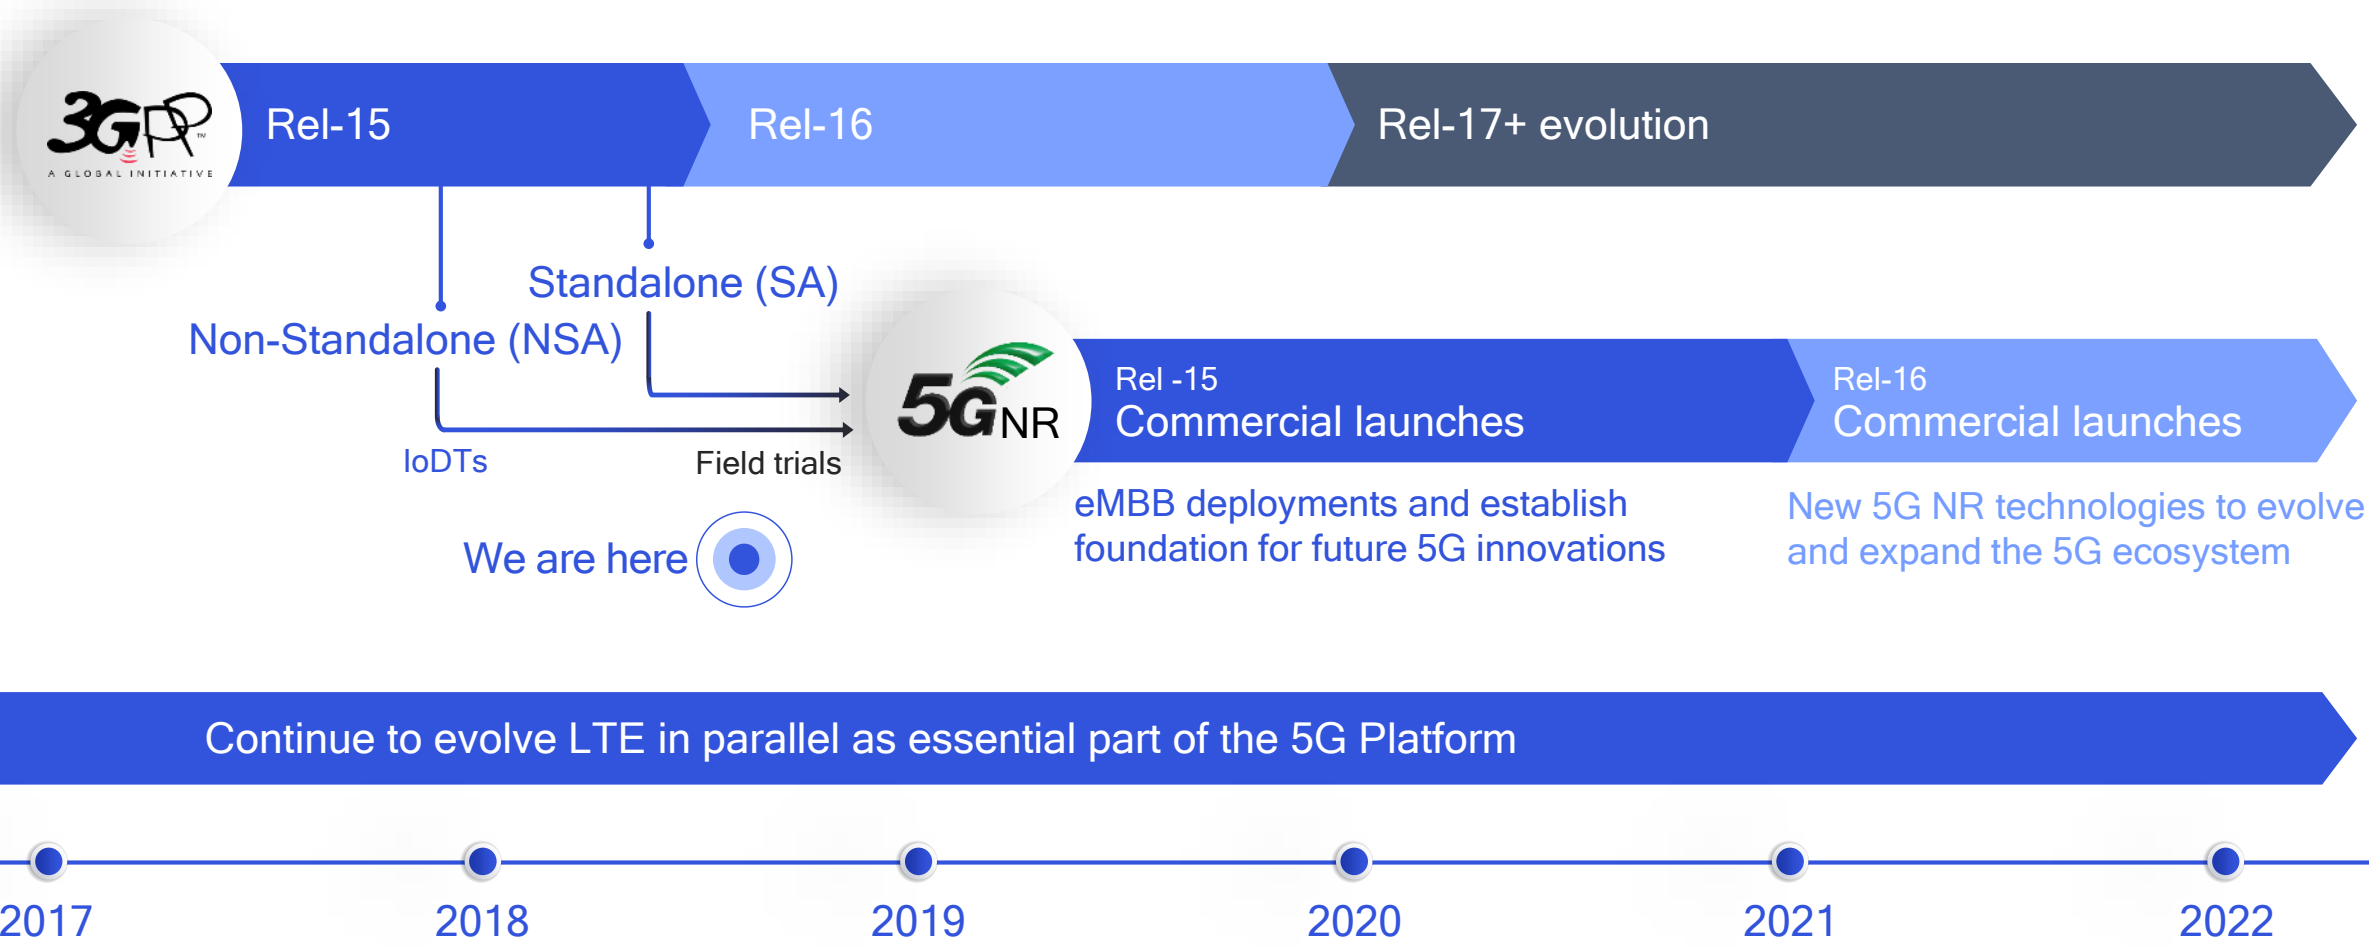 3GPP
™
A GLOBAL INITIATIVE
Rel-15
Rel-16
Rel-17+ evolution
Standalone (SA)
Non-Standalone (NSA)
IoDTs
Field trials
We are here
5G NR
Rel -15
Commercial launches
Rel-16
Commercial launches
eMBB deployments and establish
foundation for future 5G innovations
New 5G NR technologies to evolve
and expand the 5G ecosystem
Continue to evolve LTE in parallel as essential part of the 5G Platform
2017
2018
2019
2020
2021
2022